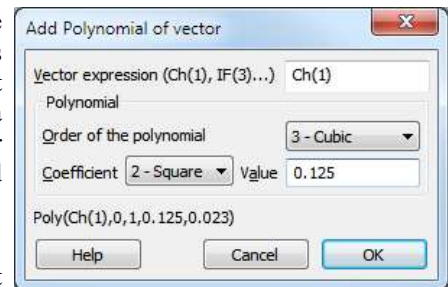 Add Polynomial of vector
Vector expression (Ch(1), IF(3)...) Ch(1)
Polynomial
Order of the polynomial 3 - Cubic
Coefficient 2 - Square Value 0.125
Poly(Ch(1),0,1,0.125,0.023)
Help Cancel OK